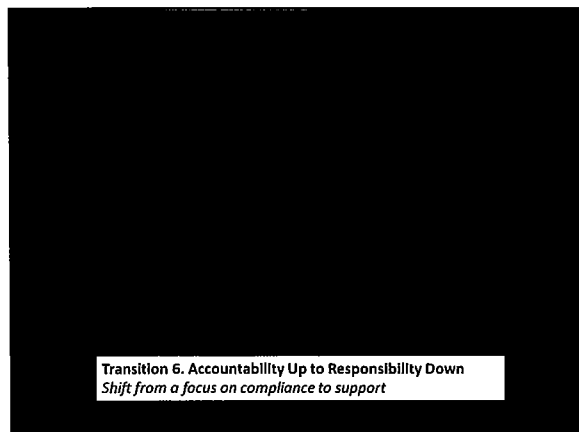 Transition 6. Accountability Up to Responsibility Down
Shift from a focus on compliance to support